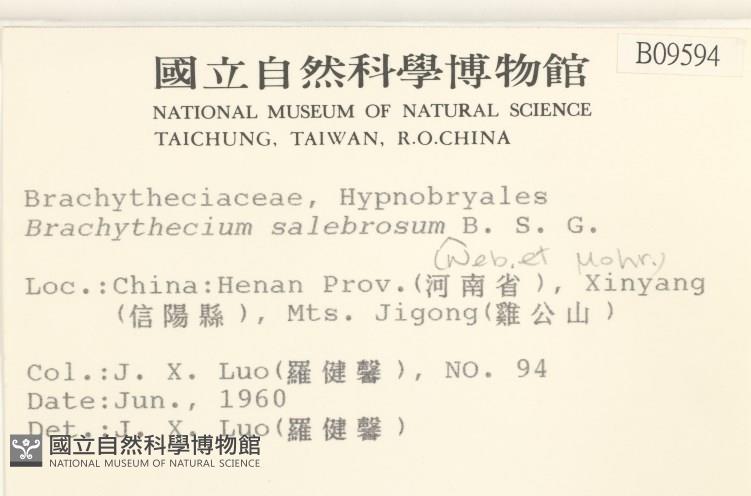 國立自然科學博物館
B09594
NATIONAL MUSEUM OF NATURAL SCIENCE
TAICHUNG, TAIWAN, R.O.CHINA
Brachytheciaceae, Hypnobryales
Brachythecium salebrosum B. S. G.
(Web. et Mohr.)
Loc.:China:Henan Prov.(河南省), Xinyang
(信陽縣), Mts. Jigong(雞公山)
Col.:J. X. Luo(羅健馨), NO. 94
Date:Jun., 1960
Det.:J. X. Luo(羅健馨)
國立自然科學博物館
NATIONAL MUSEUM OF NATURAL SCIENCE